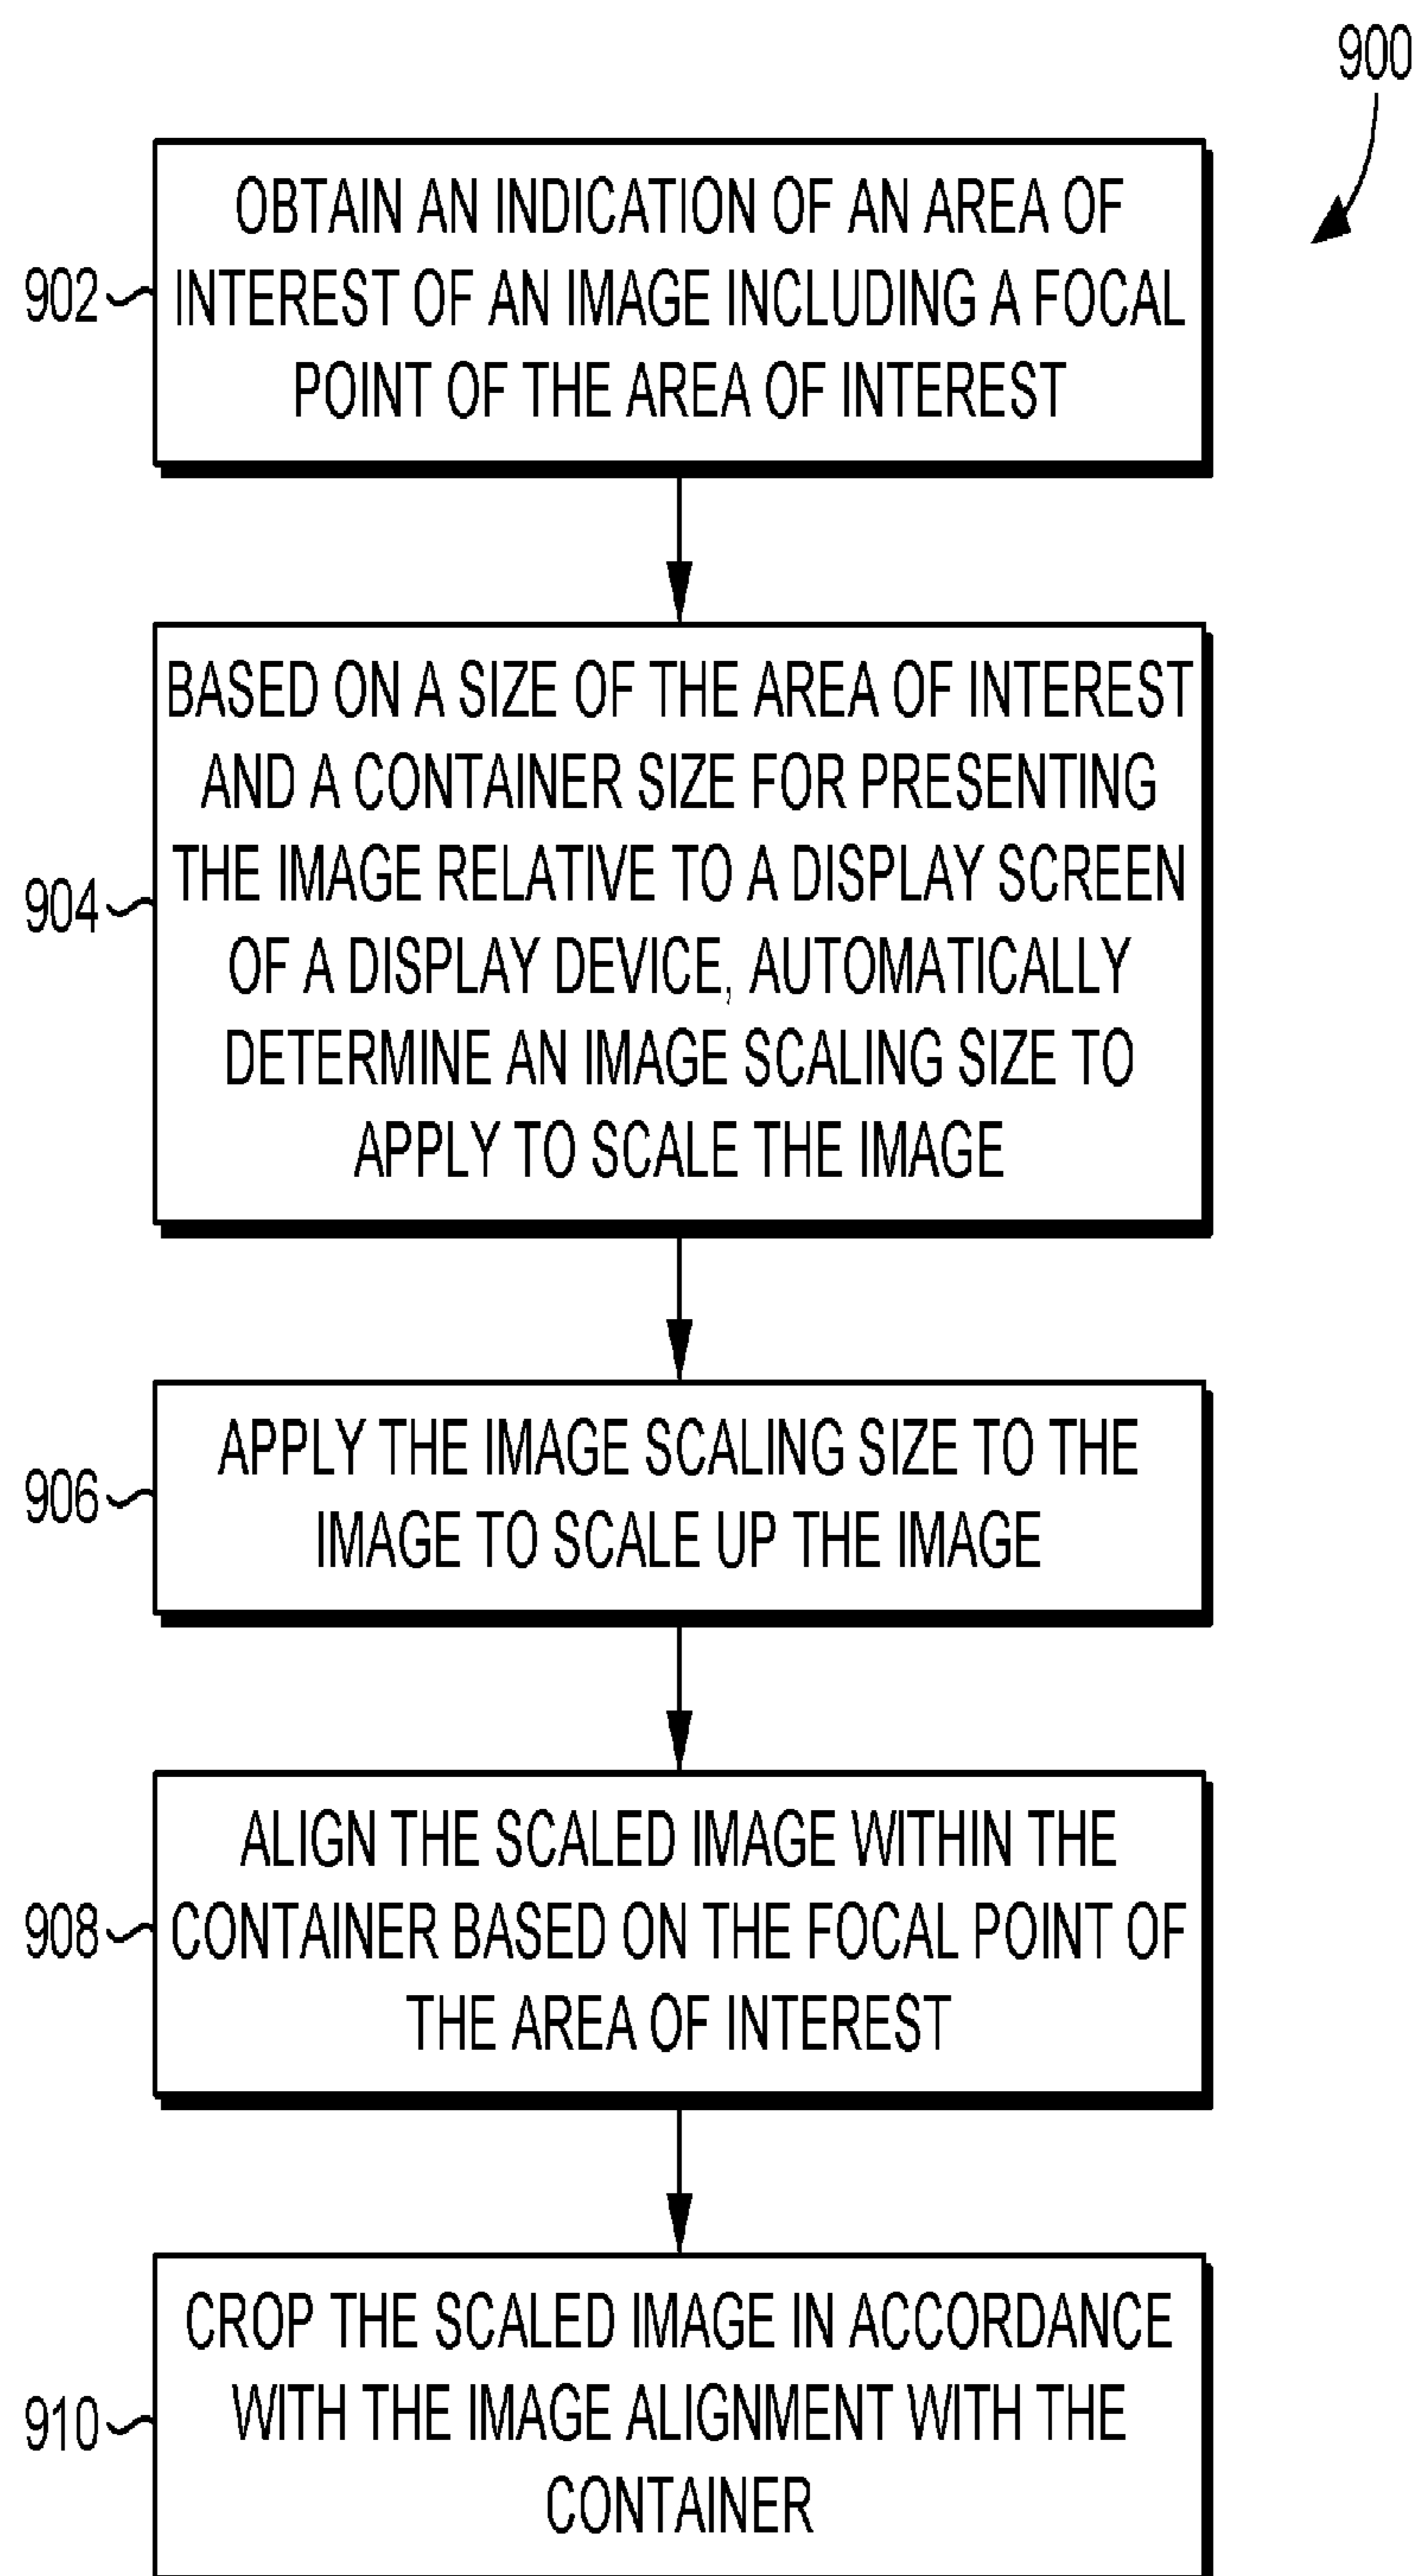 900
OBTAIN AN INDICATION OF AN AREA OF
INTEREST OF AN IMAGE INCLUDING A FOCAL
POINT OF THE AREA OF INTEREST
902
BASED ON A SIZE OF THE AREA OF INTEREST
AND A CONTAINER SIZE FOR PRESENTING
THE IMAGE RELATIVE TO A DISPLAY SCREEN
OF A DISPLAY DEVICE, AUTOMATICALLY
DETERMINE AN IMAGE SCALING SIZE TO
APPLY TO SCALE THE IMAGE
904
APPLY THE IMAGE SCALING SIZE TO THE
IMAGE TO SCALE UP THE IMAGE
906
ALIGN THE SCALED IMAGE WITHIN THE
CONTAINER BASED ON THE FOCAL POINT OF
THE AREA OF INTEREST
908
CROP THE SCALED IMAGE IN ACCORDANCE
WITH THE IMAGE ALIGNMENT WITH THE
CONTAINER
910